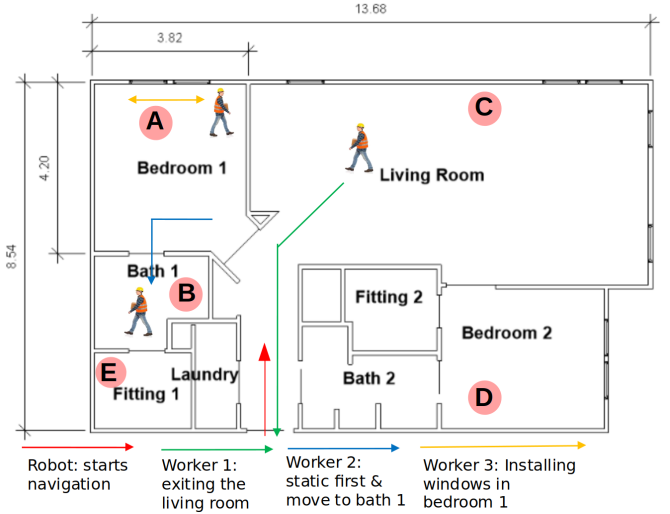 13.68
3.82
A
C
Bedroom 1
Living Room
4.20
8.54
Bath 1
B
Fitting 2
Bedroom 2
E
Laundry
Bath 2
Fitting 1
D
Robot: starts
navigation
Worker 1:
exiting the
living room
Worker 2:
static first &
move to bath 1
Worker 3: Installing
windows in
bedroom 1